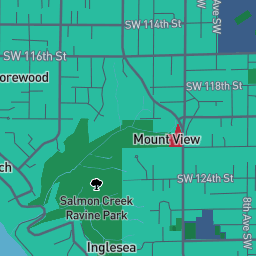 SW 114th St
8 Ave SW
SW 116th St
orewood
SW 118th St
Mount View
ch
SW 124th St
Salmon Creek
Ravine Park
8th Ave SW
Inglesea